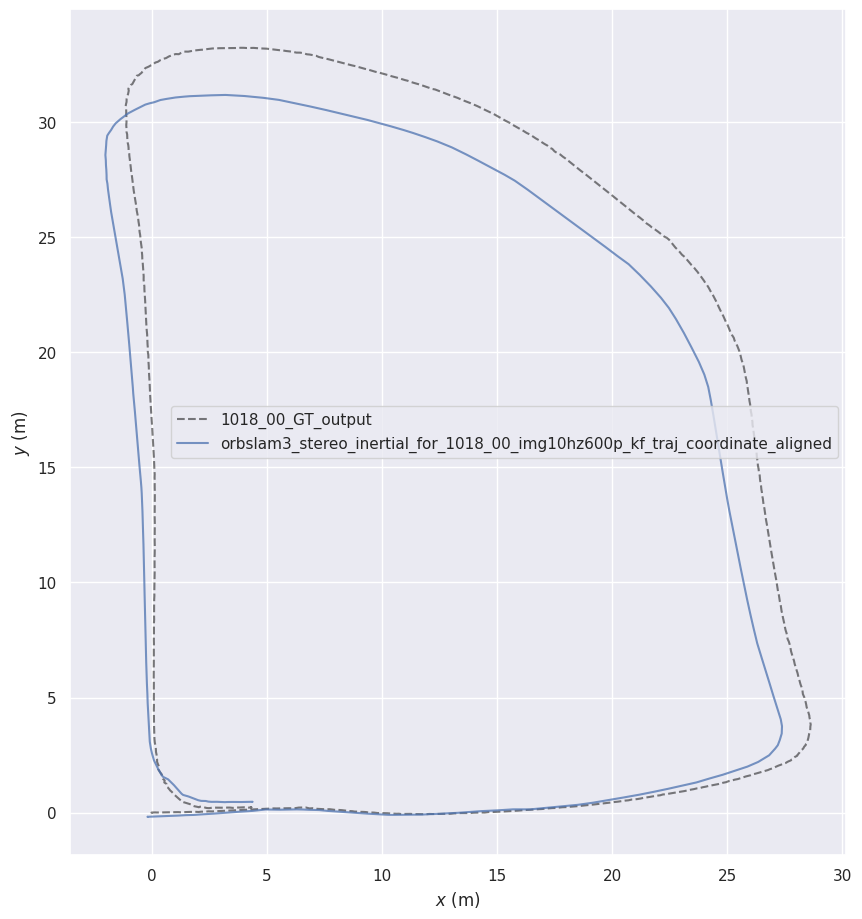 30
25
20
1018_00_GT_output
orbslam3_stereo_inertial_for_1018_00_img10hz600p_kf_traj_coordinate_aligned
15
10
5
0
y (m)
0 5 10 15 20 25 30
x (m)